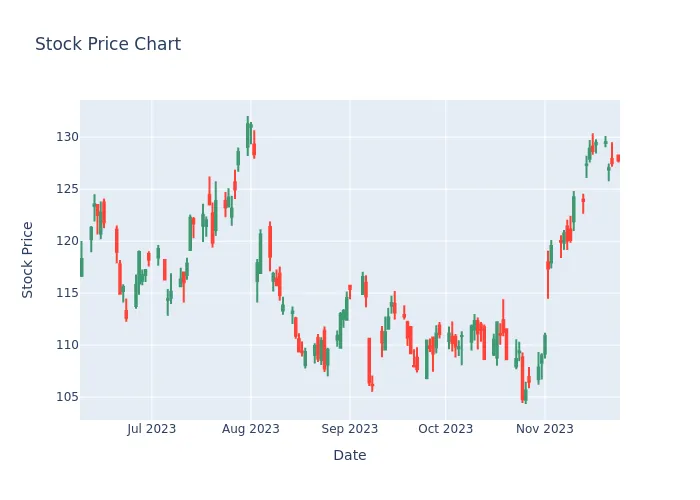 Stock Price Chart
130
125
120
115
110
105
Stock Price
Jul 2023
Aug 2023
Sep 2023
Oct 2023
Nov 2023
Date